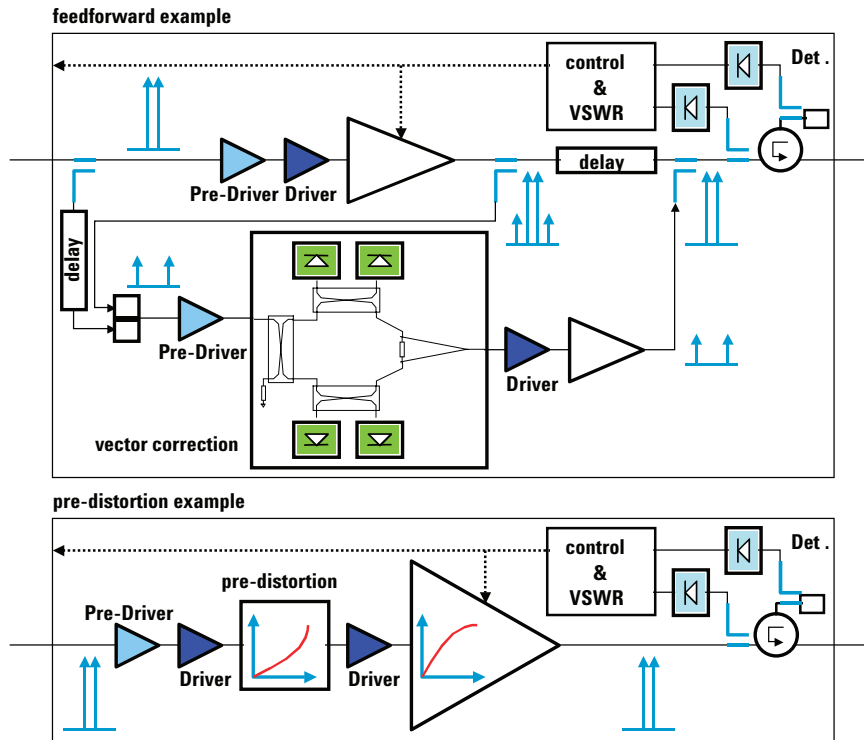 feedforward example
control
&
VSWR
Det .
Pre-Driver
Driver
delay
delay
Pre-Driver
Driver
vector correction
pre-distortion example
control
&
VSWR
Det .
pre-distortion
Pre-Driver
Driver
Driver